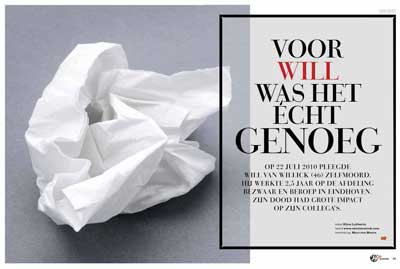 VOOR
WILL
WAS HET
ÉCHT
GENOEG
OP 22 JULI 2010 PLEEGDE
WILL VAN WILLICK (46) ZELFMOORD.
HIJ WERKTE 2,5 JAAR OP DE AFDELING
BEZWAAR EN BEROEP IN EINDHOVEN.
ZIJN DOOD HAD GROTE IMPACT
OP ZIJN COLLEGA'S.